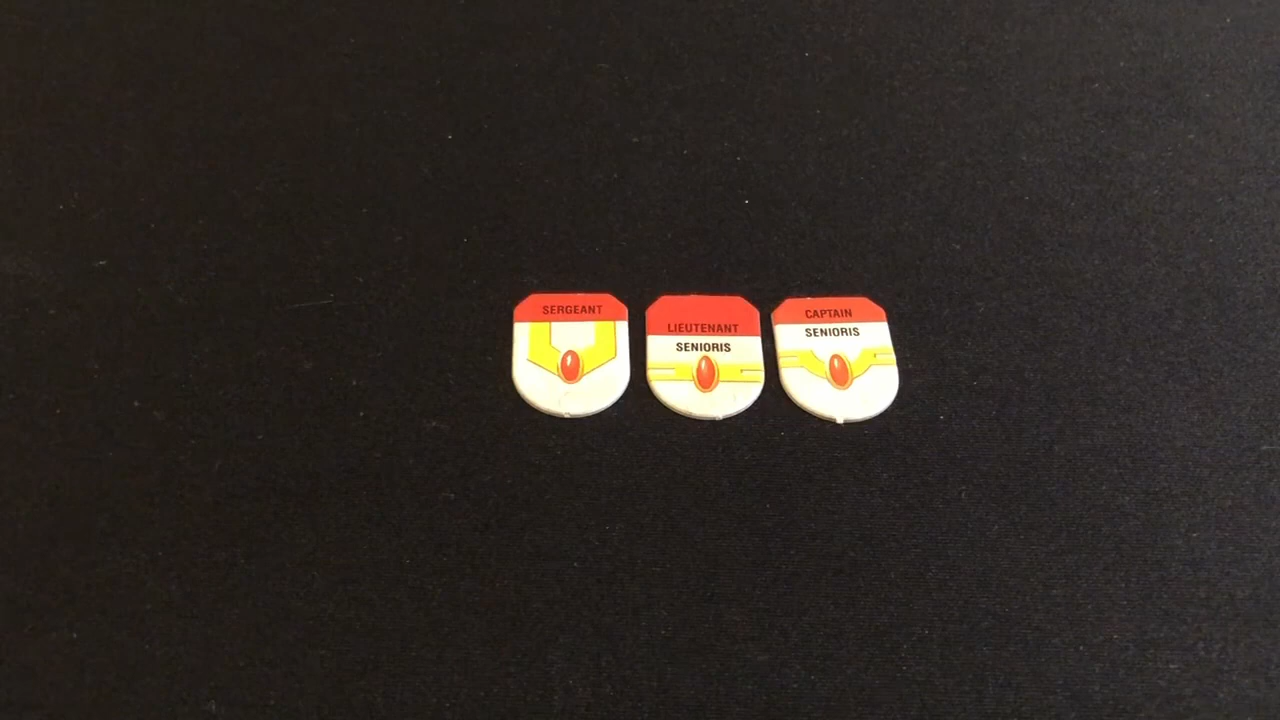 SERGEANT
LIEUTENANT
SENIORIS
CAPTAIN
SENIORIS